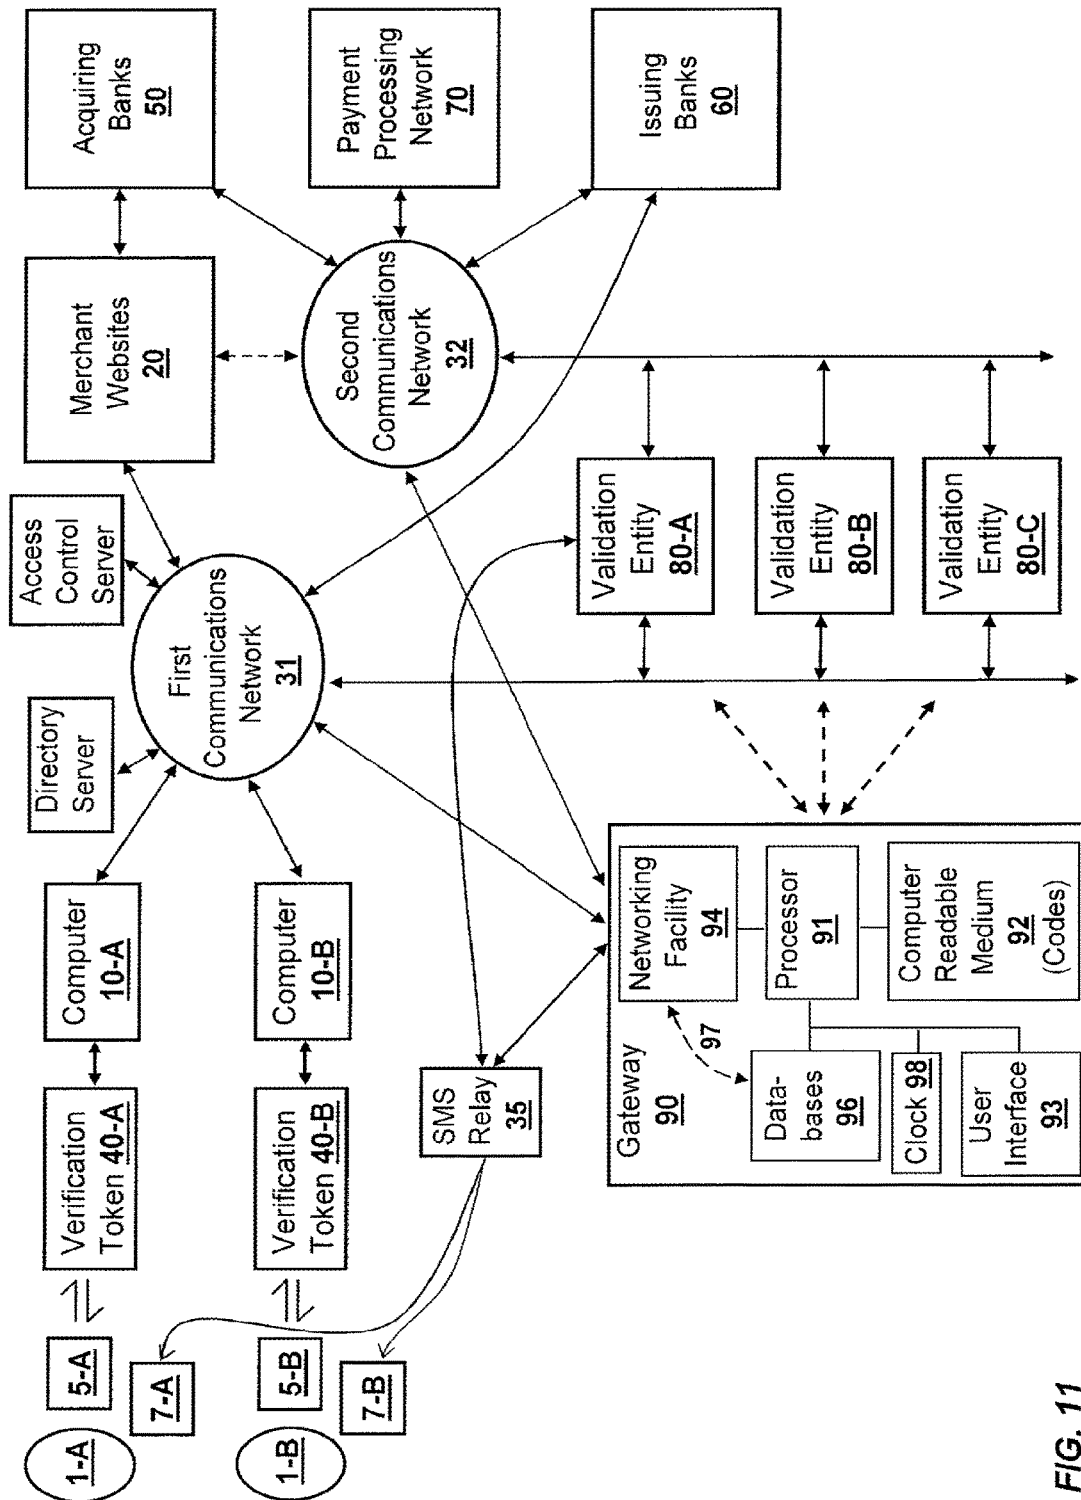 1-A
5-A
7-A
Verification
Token 40-A
Computer
10-A
Directory
Server
Access
Control
Server
Merchant
Websites
20
Acquiring
Banks
50
1-B
5-B
7-B
Verification
Token 40-B
Computer
10-B
First
Communications
Network
31
Second
Communications
Network
32
Payment
Processing
Network
70
SMS
Relay
35
Issuing
Banks
60
Gateway
90
Networking
Facility
94
97
Data-
bases
96
Processor
91
Clock 98
User
Interface
93
Computer
Readable
Medium
92
(Codes)
Validation
Entity
80-A
Validation
Entity
80-B
Validation
Entity
80-C
FIG. 11